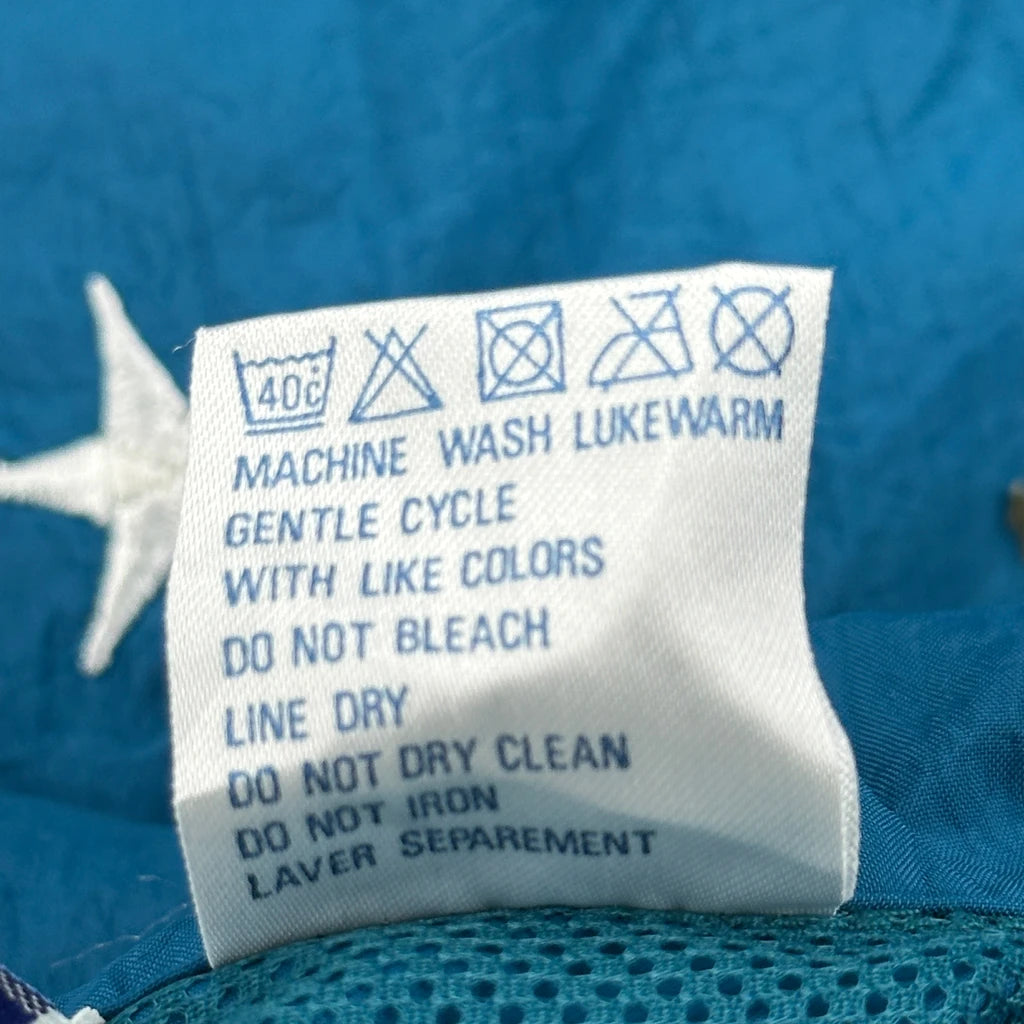 40c
MACHINE WASH LUKEWARM
GENTLE CYCLE
WITH LIKE COLORS
DO NOT BLEACH
LINE DRY
DO NOT DRY CLEAN
DO NOT IRON
LAVER SEPAREMENT